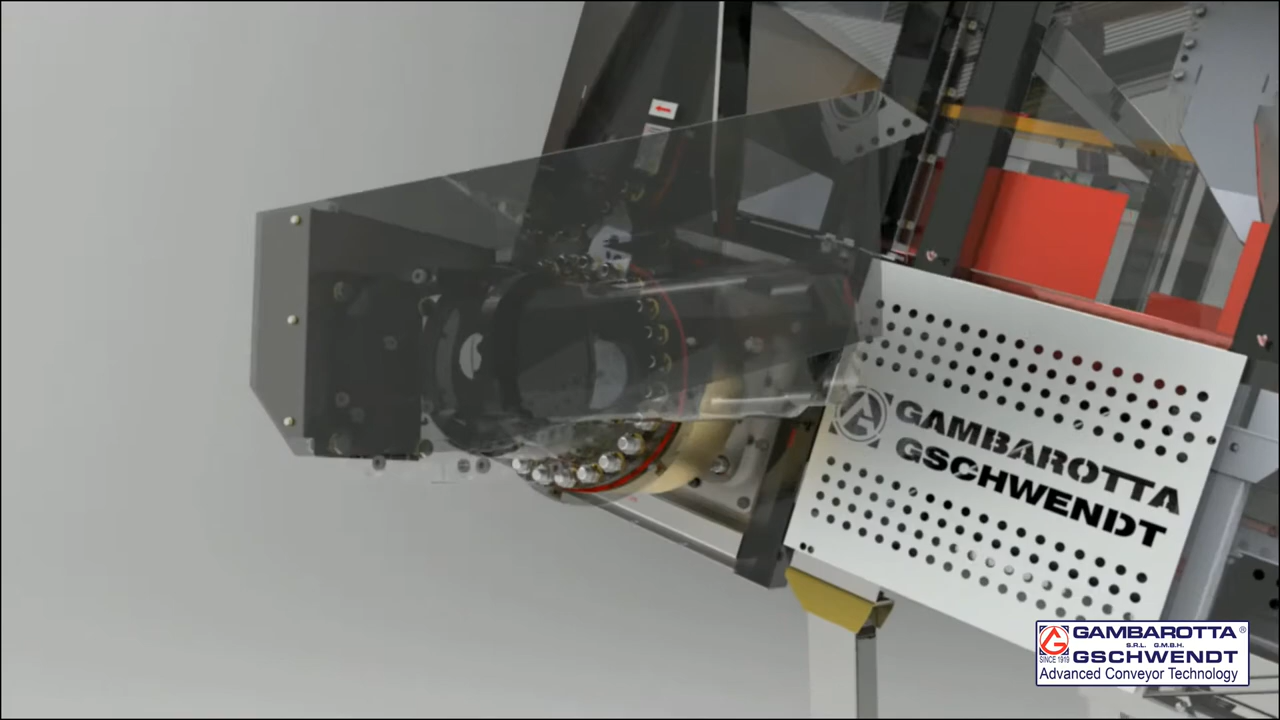 GAMBAROTTA
GSCHWENDT
GAMBAROTTA®
S.R.L. G.M.B.H.
SINCE 1919
GSCHWENDT
Advanced Conveyor Technology